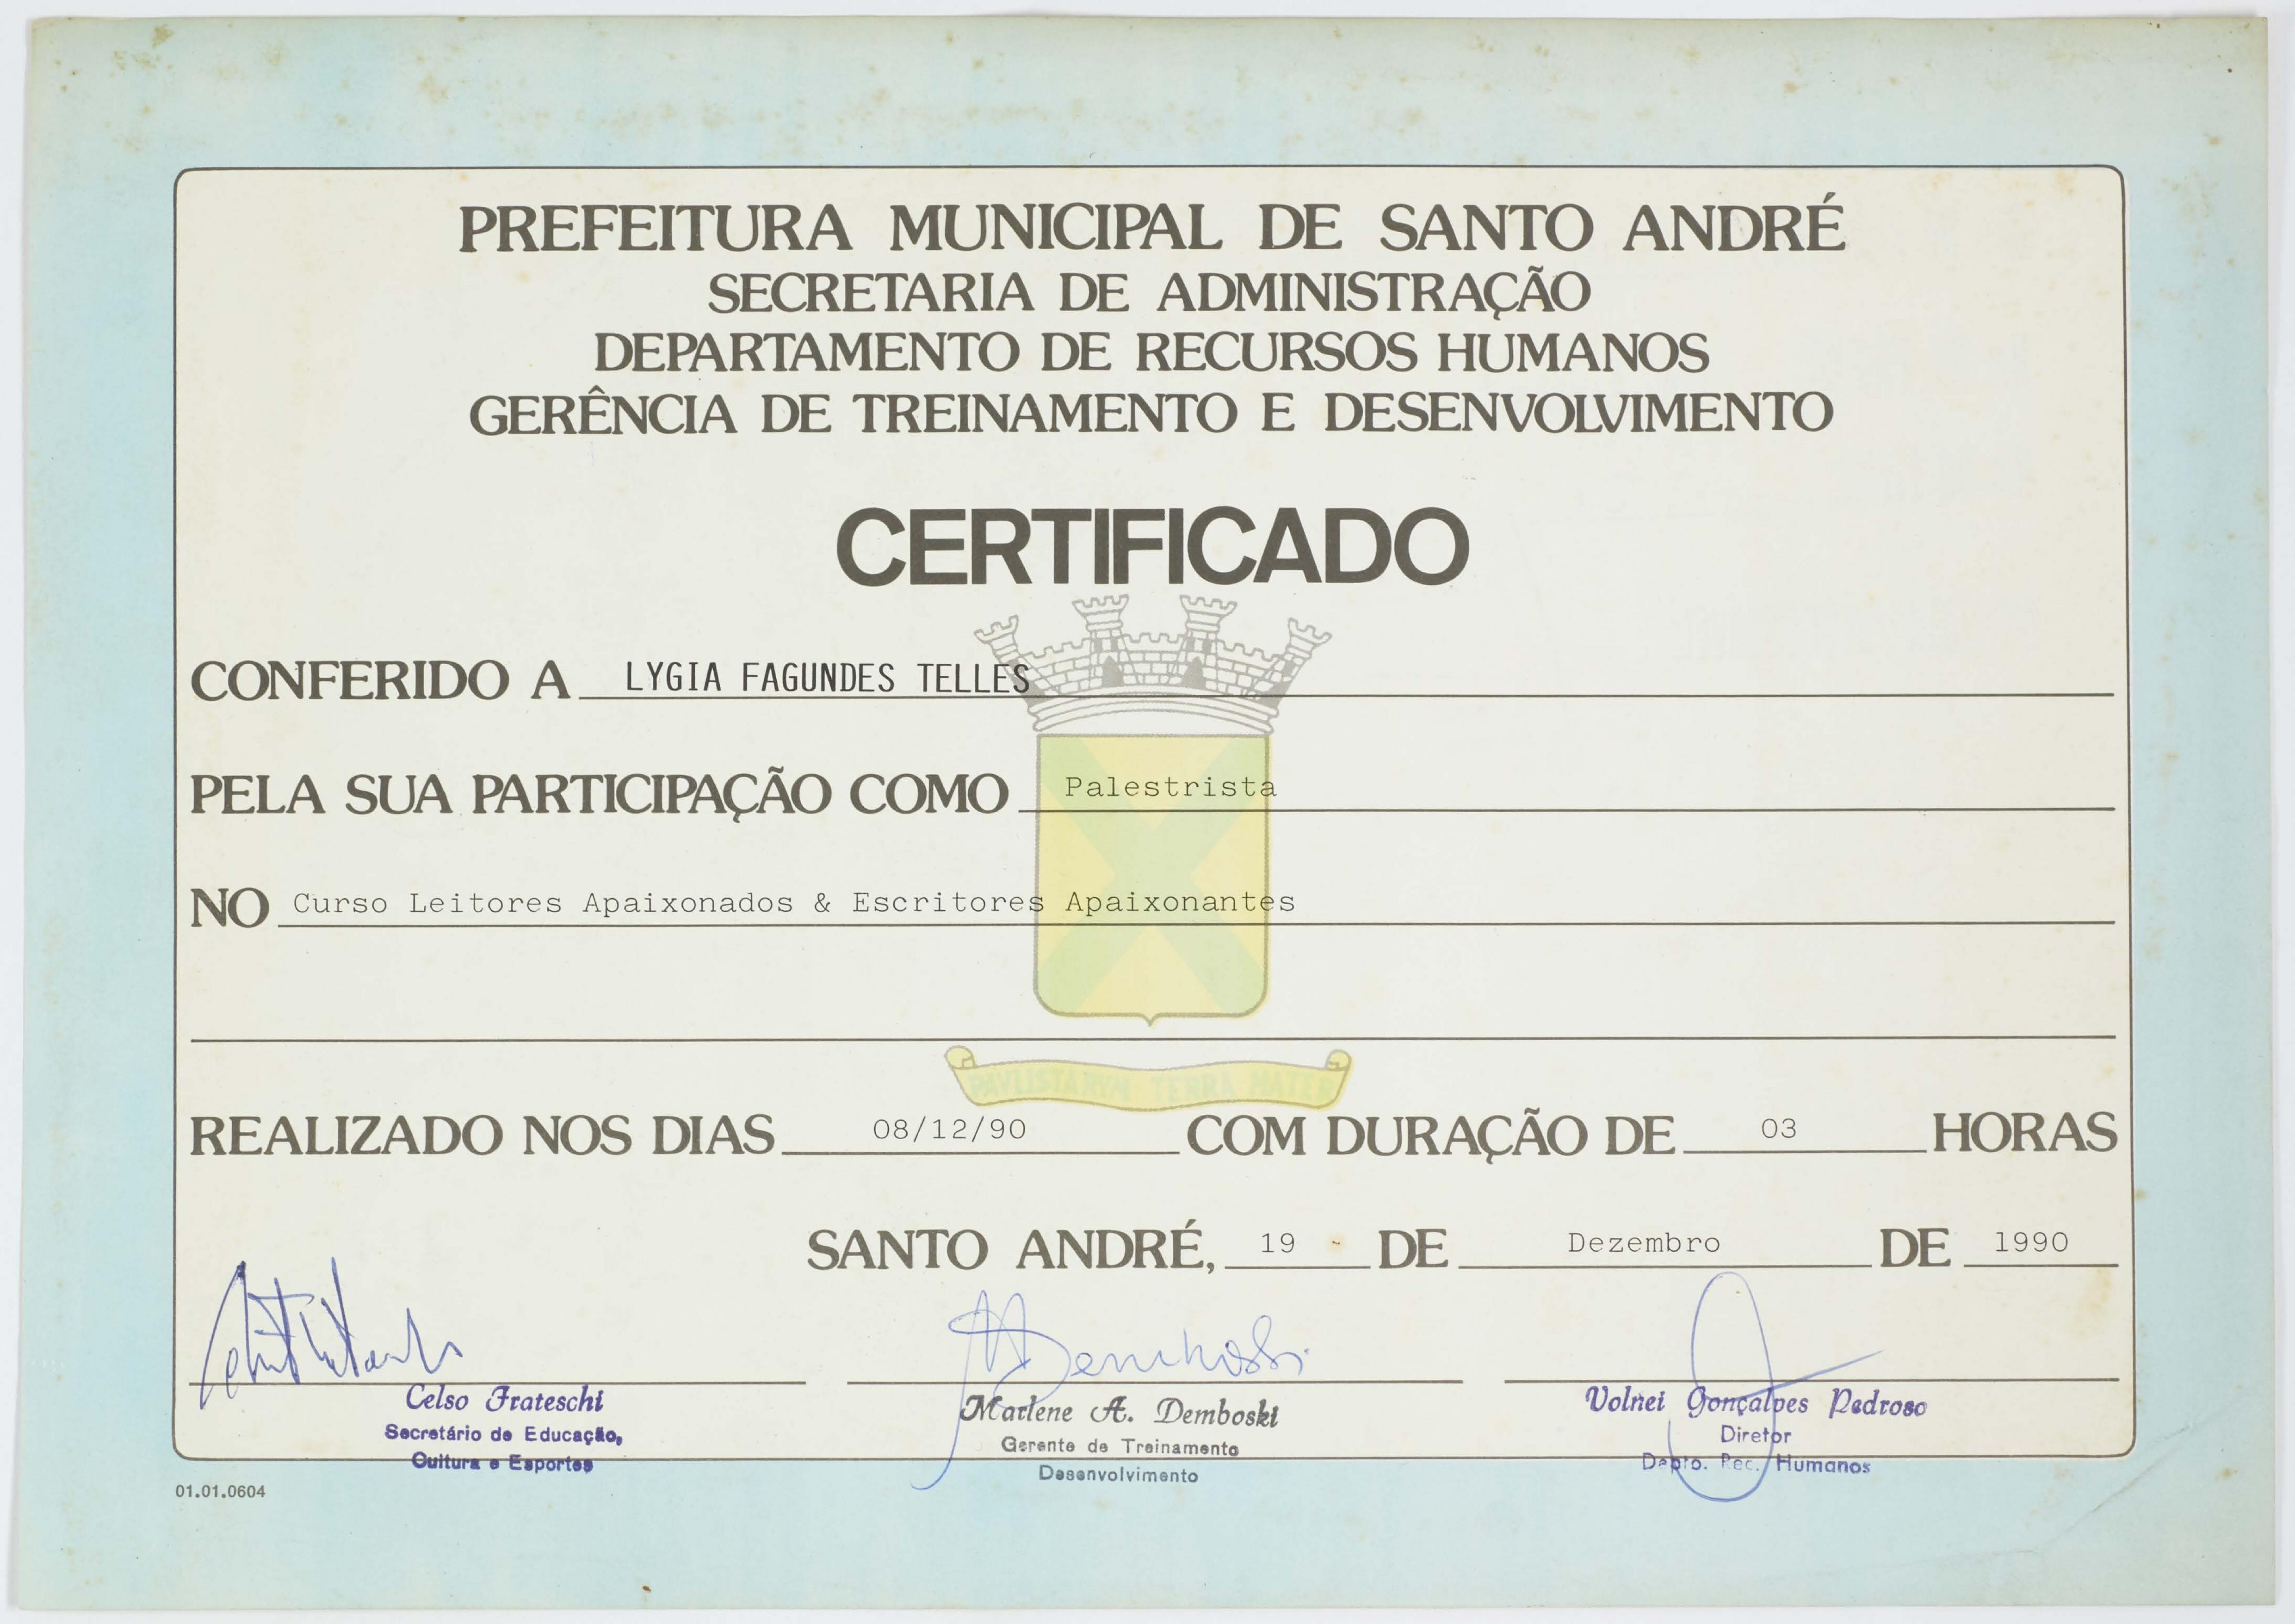 PREFEITURA MUNICIPAL DE SANTO ANDRÉ
SECRETARIA DE ADMINISTRAÇÃO
DEPARTAMENTO DE RECURSOS HUMANOS
GERÊNCIA DE TREINAMENTO E DESENVOLVIMENTO
CERTIFICADO
CONFERIDO A LYGIA FAGUNDES TELLES
PELA SUA PARTICIPAÇÃO COMO Palestrista
NO Curso Leitores Apaixonados & Escritores Apaixonantes
PAVLISTARVM TERRA MATER
REALIZADO NOS DIAS 08/12/90 COM DURAÇÃO DE 03 HORAS
SANTO ANDRÉ, 19 - DE Dezembro DE 1990
Celso Frateschi
Secretário de Educação,
Cultura e Esportes
Marlene A. Demboski
Gerente de Treinamento
Desenvolvimento
Volnei Gonçalves Pedroso
Diretor
Depto. Rec. Humanos
01.01.0604